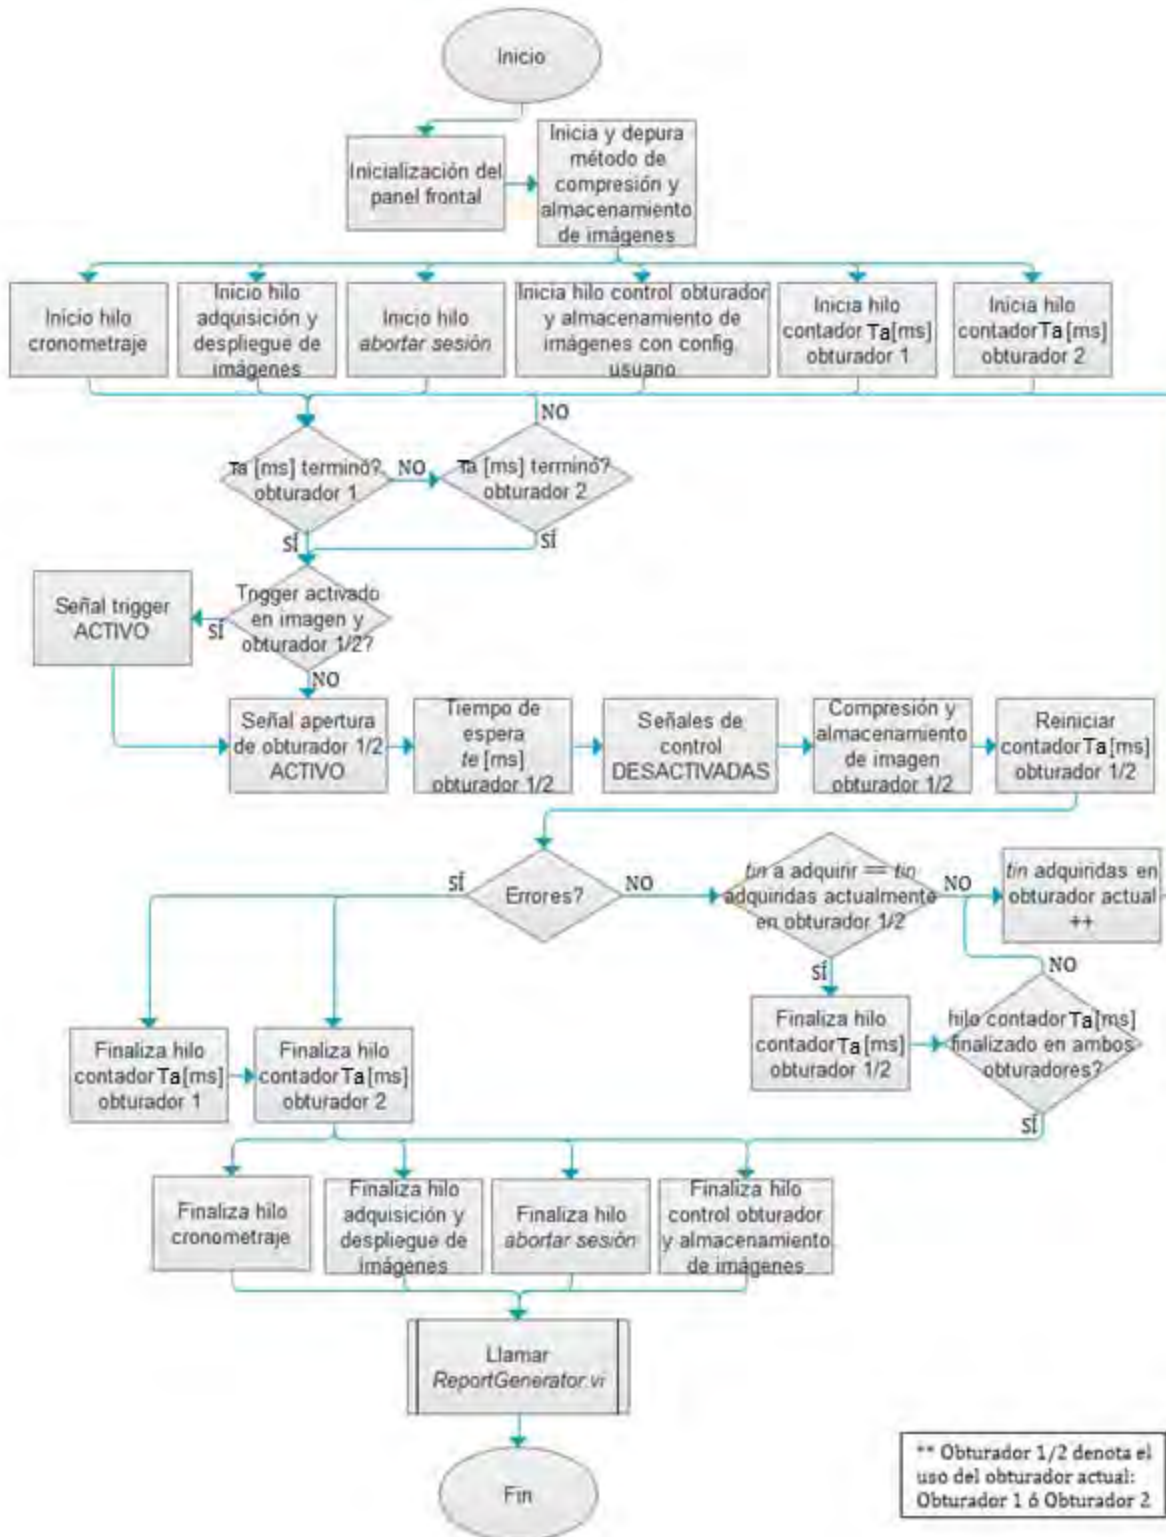 Inicio
Inicialización del
panel frontal
Inicia y depura
método de
compresión y
almacenamiento
de imágenes
Inicio hilo
cronometraje
Inicio hilo
adquisición y
despliegue de
imágenes
Inicio hilo
abortar sesión
Inicia hilo control obturador
y almacenamiento de
imágenes con config.
usuano
Inicia hilo
contador Ta[ms]
obturador 1
Inicia hilo
contador Ta[ms]
obturador 2
NO
Ta [ms] terminó?
obturador 1
NO
Ta [ms] terminó?
obturador 2
SÍ
SÍ
Señal trigger
ACTIVO
SÍ
Trigger activado
en imagen y
obturador 1/2?
NO
Señal apertura
de obturador 1/2
ACTIVO
Tiempo de
espera
te [ms]
obturador 1/2
Señales de
control
DESACTIVADAS
Compresión y
almacenamiento
de imagen
obturador 1/2
Reiniciar
contador Ta[ms]
obturador 1/2
SÍ
Errores?
NO
tin a adquirir == tin
adquiridas actualmente
en obturador 1/2
NO
tin adquiridas en
obturador actual
++
SÍ
NO
Finaliza hilo
contador Ta[ms]
obturador 1
Finaliza hilo
contador Ta[ms]
obturador 2
Finaliza hilo
contador Ta[ms]
obturador 1/2
hilo contador Ta[ms]
finalizado en ambos
obturadores?
SÍ
Finaliza hilo
cronometraje
Finaliza hilo
adquisición y
despliegue de
imágenes
Finaliza hilo
abortar sesión
Finaliza hilo
control obturador
y almacenamiento
de imágenes
Llamar
ReportGenerator.vi
Fin
** Obturador 1/2 denota el
uso del obturador actual:
Obturador 1 ó Obturador 2